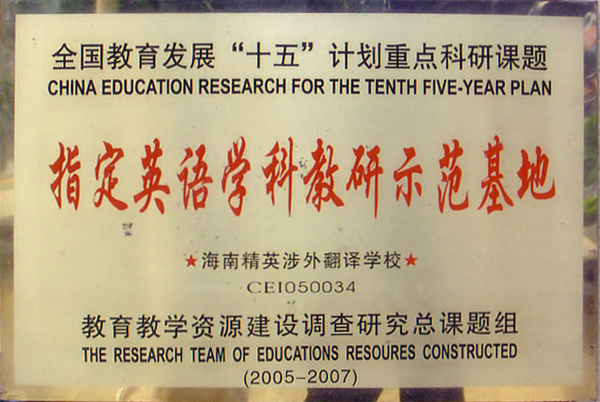 全国教育发展“十五”计划重点科研课题
CHINA EDUCATION RESEARCH FOR THE TENTH FIVE-YEAR PLAN
指定英语学科教研示范基地
★海南精英涉外翻译学校★
CEI050034
教育教学资源建设调查研究总课题组
THE RESEARCH TEAM OF EDUCATIONS RESOURES CONSTRUCTED
(2005-2007)